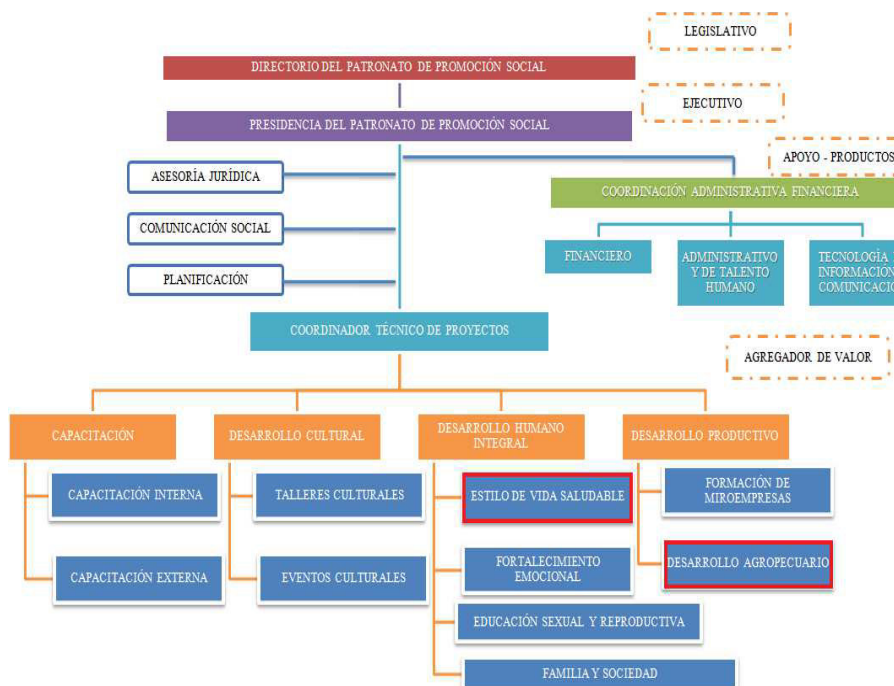 LEGISLATIVO
DIRECTORIO DEL PATRONATO DE PROMOCIÓN SOCIAL
EJECUTIVO
PRESIDENCIA DEL PATRONATO DE PROMOCIÓN SOCIAL
APOYO - PRODUCTOS
ASESORÍA JURÍDICA
COORDINACIÓN ADMINISTRATIVA FINANCIERA
COMUNICACIÓN SOCIAL
FINANCIERO
ADMINISTRATIVO
Y DE TALENTO
HUMANO
TECNOLOGÌA
INFORMACIÓN
COMUNICACIÓ
PLANIFICACIÓN
COORDINADOR TÉCNICO DE PROYECTOS
AGREGADOR DE VALOR
CAPACITACIÓN
DESARROLLO CULTURAL
DESARROLLO HUMANO
INTEGRAL
DESARROLLO PRODUCTIVO
CAPACITACIÓN INTERNA
TALLERES CULTURALES
ESTILO DE VIDA SALUDABLE
FORMACIÓN DE
MIROEMPRESAS
CAPACITACIÓN EXTERNA
EVENTOS CULTURALES
FORTALECIMIENTO
EMOCIONAL
DESARROLLO AGROPECUARIO
EDUCACIÓN SEXUAL Y REPRODUCTIVA
FAMILIA Y SOCIEDAD